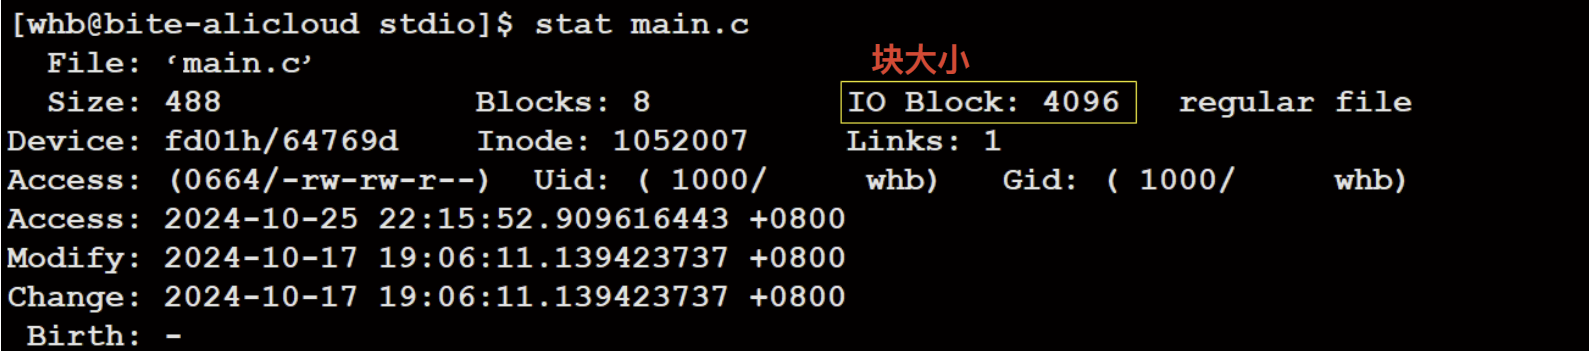 [whb@bite-alicloud stdio]$ stat main.c
File: ‘main.c’
块大小
Size: 488 Blocks: 8 IO Block: 4096 regular file
Device: fd01h/64769d Inode: 1052007 Links: 1
Access: (0664/-rw-rw-r--) Uid: ( 1000/ whb) Gid: ( 1000/ whb)
Access: 2024-10-25 22:15:52.909616443 +0800
Modify: 2024-10-17 19:06:11.139423737 +0800
Change: 2024-10-17 19:06:11.139423737 +0800
Birth: -